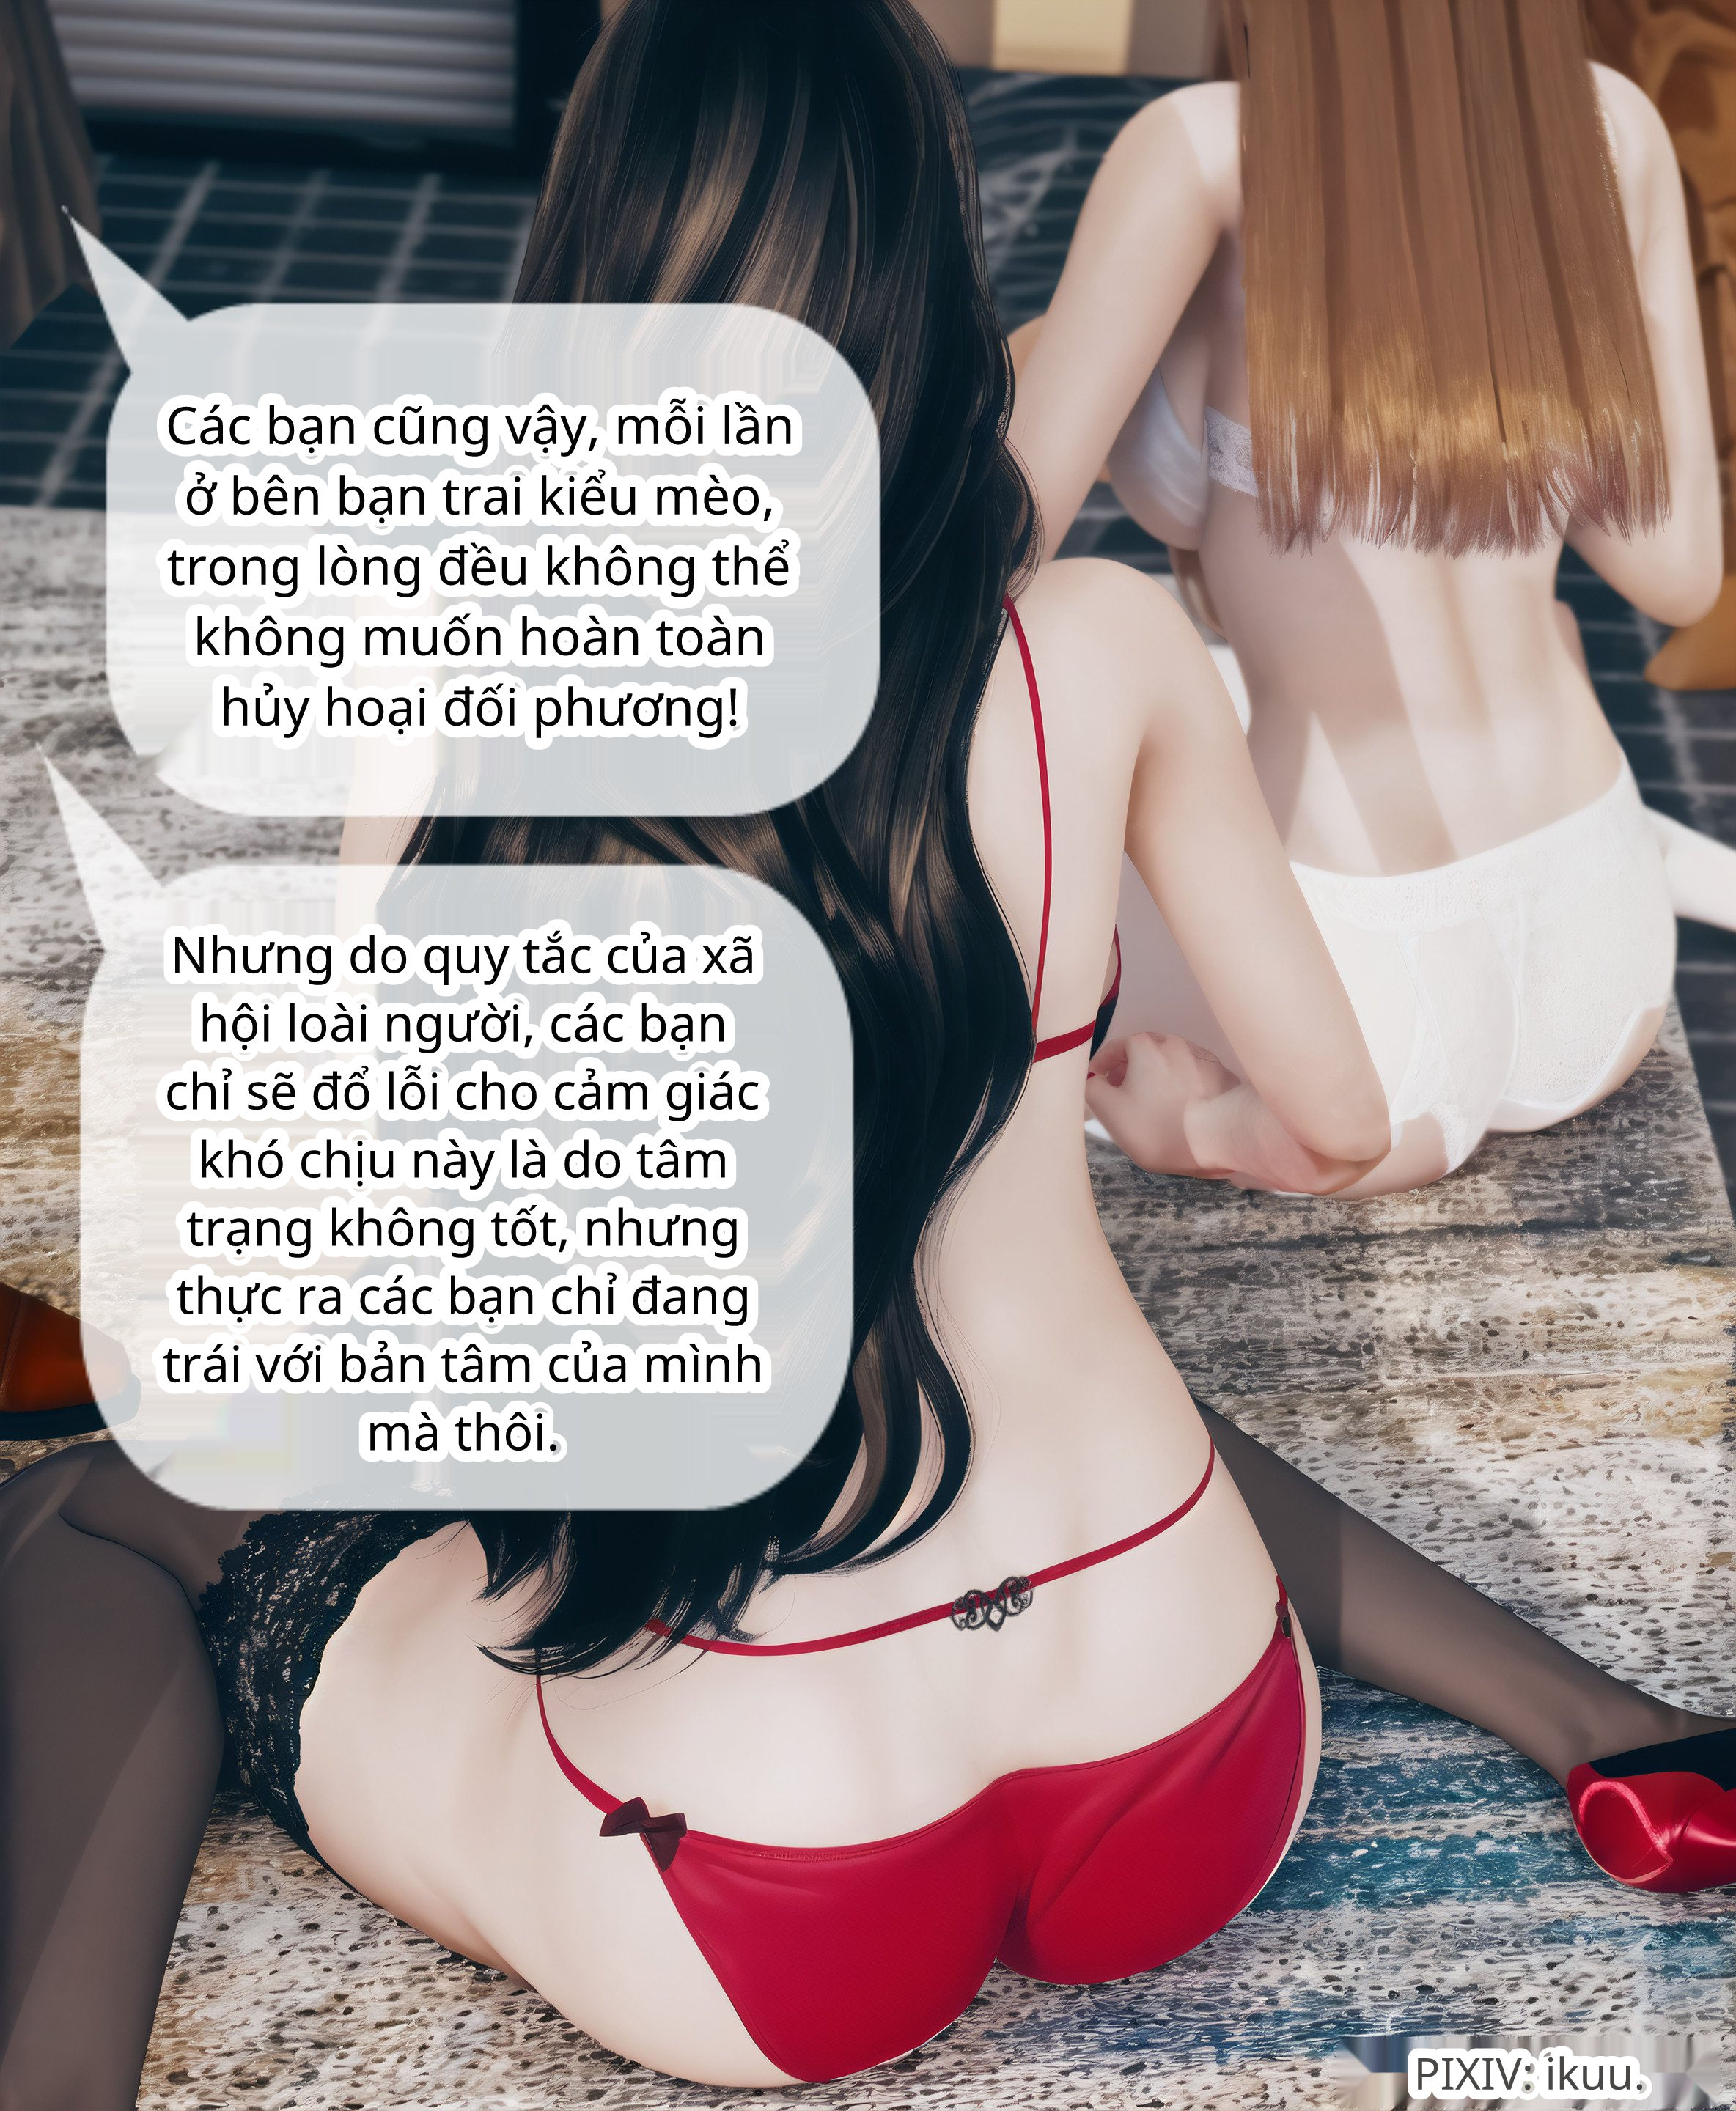 Các bạn cũng vậy, mỗi lần
ở bên bạn trai kiểu mèo,
trong lòng đều không thể
không muốn hoàn toàn
hủy hoại đối phương!
Nhưng do quy tắc của xã
hội loài người, các bạn
chỉ sẽ đổ lỗi cho cảm giác
khó chịu này là do tâm
trạng không tốt, nhưng
thực ra các bạn chỉ đang
trái với bản tâm của mình
mà thôi.
PIXIV: ikuu.